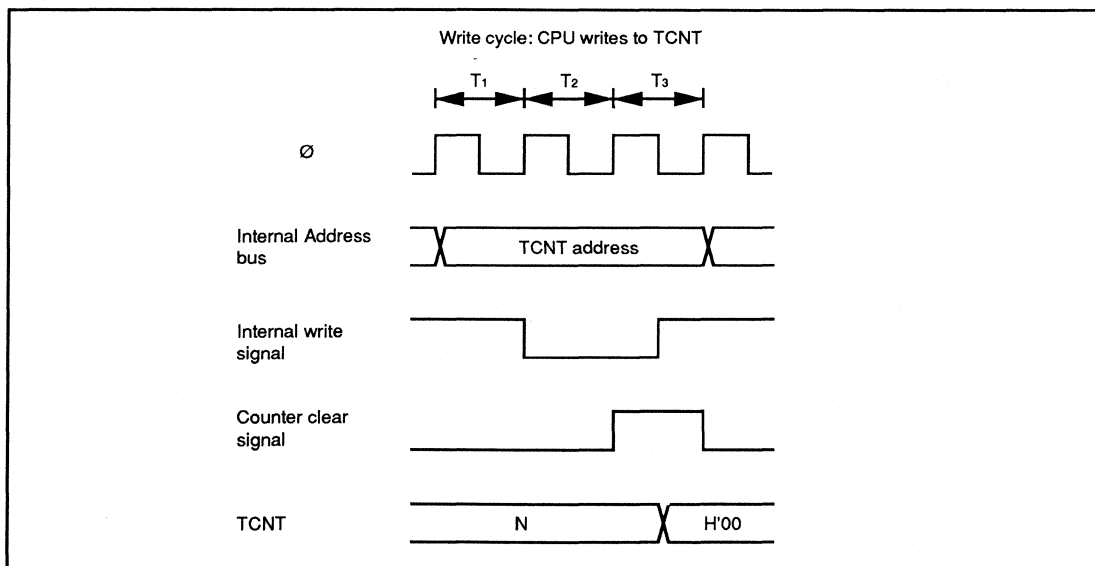 Write cycle: CPU writes to TCNT
T1 T2 T3
Ø
Internal Address
bus
TCNT address
Internal write
signal
Counter clear
signal
TCNT
N
H'00